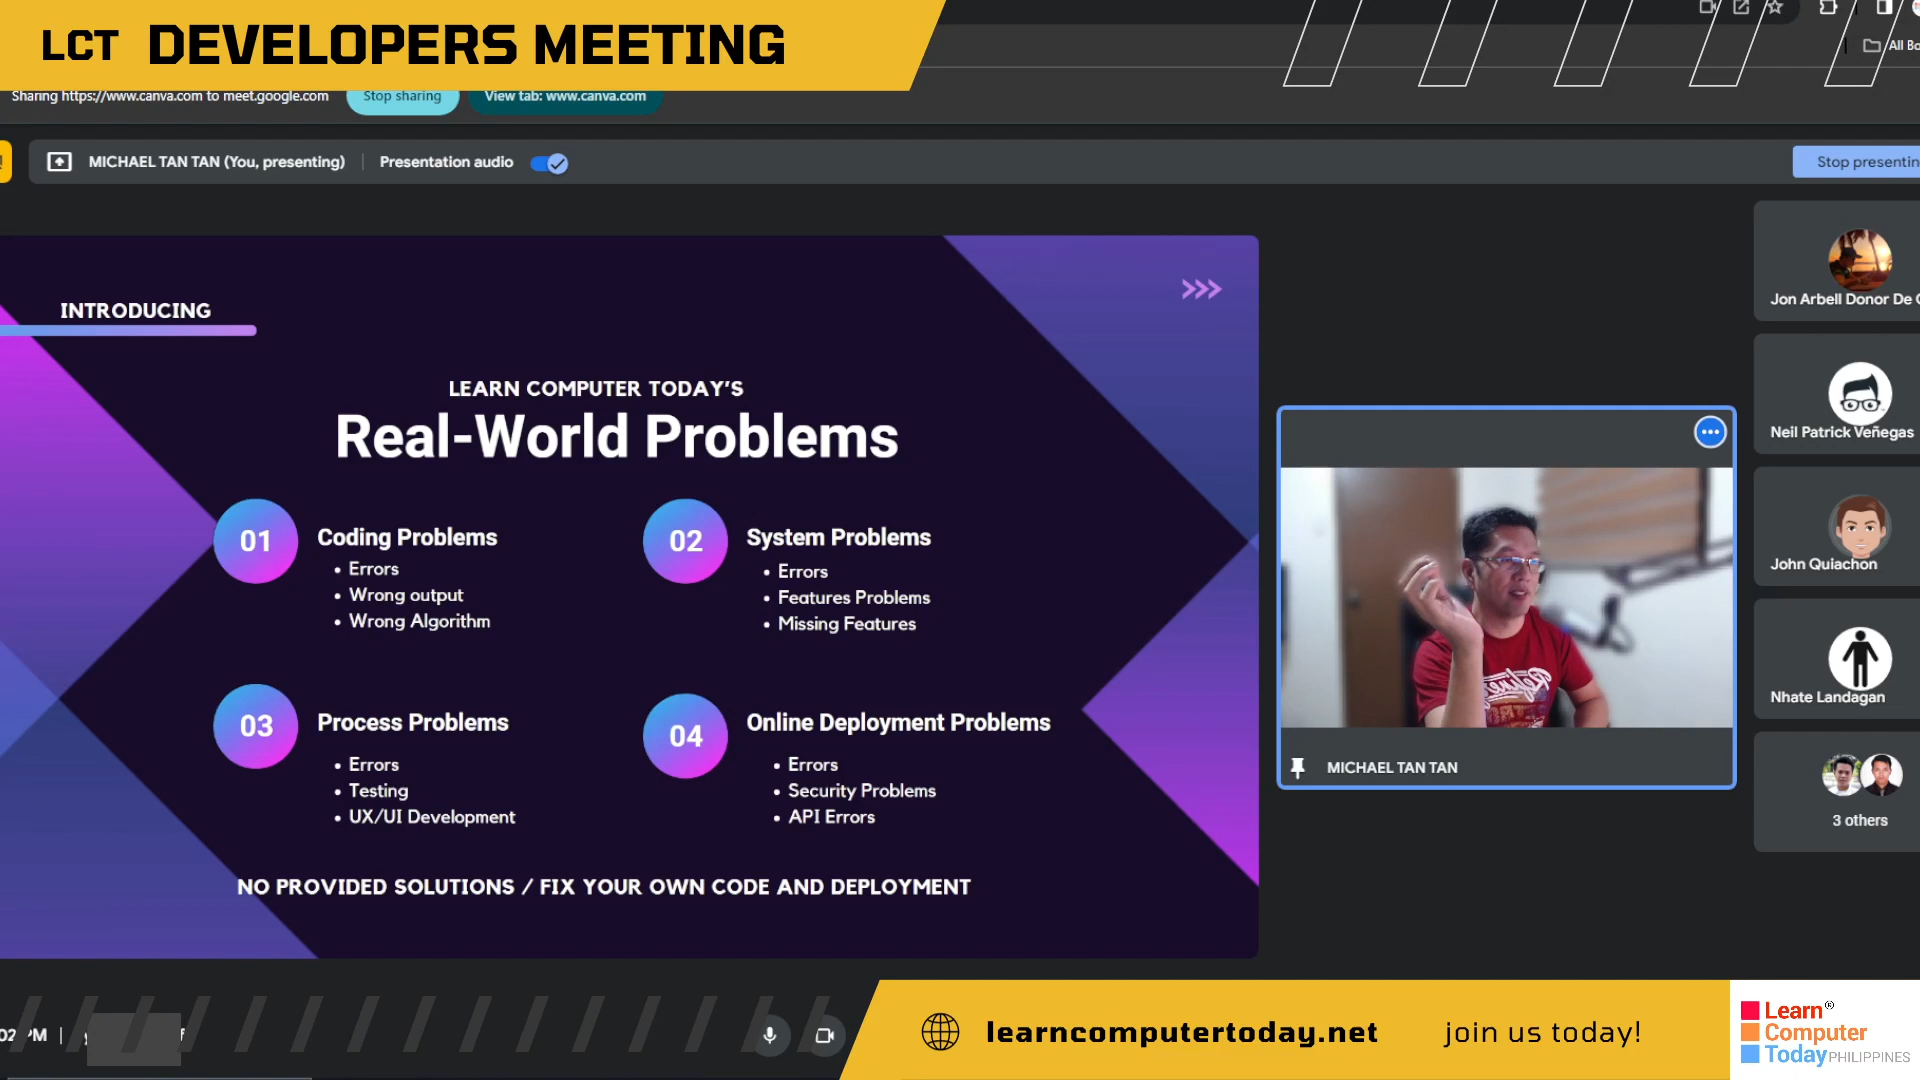 LCT DEVELOPERS MEETING
All Bo
Sharing https://www.canva.com to meet.google.com Stop sharing View tab: www.canva.com
MICHAEL TAN TAN (You, presenting) Presentation audio
Stop presentin
INTRODUCING
LEARN COMPUTER TODAY'S
Real-World Problems
01 Coding Problems
• Errors
• Wrong output
• Wrong Algorithm
02 System Problems
• Errors
• Features Problems
• Missing Features
03 Process Problems
• Errors
• Testing
• UX/UI Development
04 Online Deployment Problems
• Errors
• Security Problems
• API Errors
NO PROVIDED SOLUTIONS / FIX YOUR OWN CODE AND DEPLOYMENT
MICHAEL TAN TAN
Jon Arbell Donor De
Neil Patrick Veñegas
John Quiachon
Nhate Landagan
3 others
PM
learncomputertoday.net join us today!
Learn®
Computer
Today PHILIPPINES